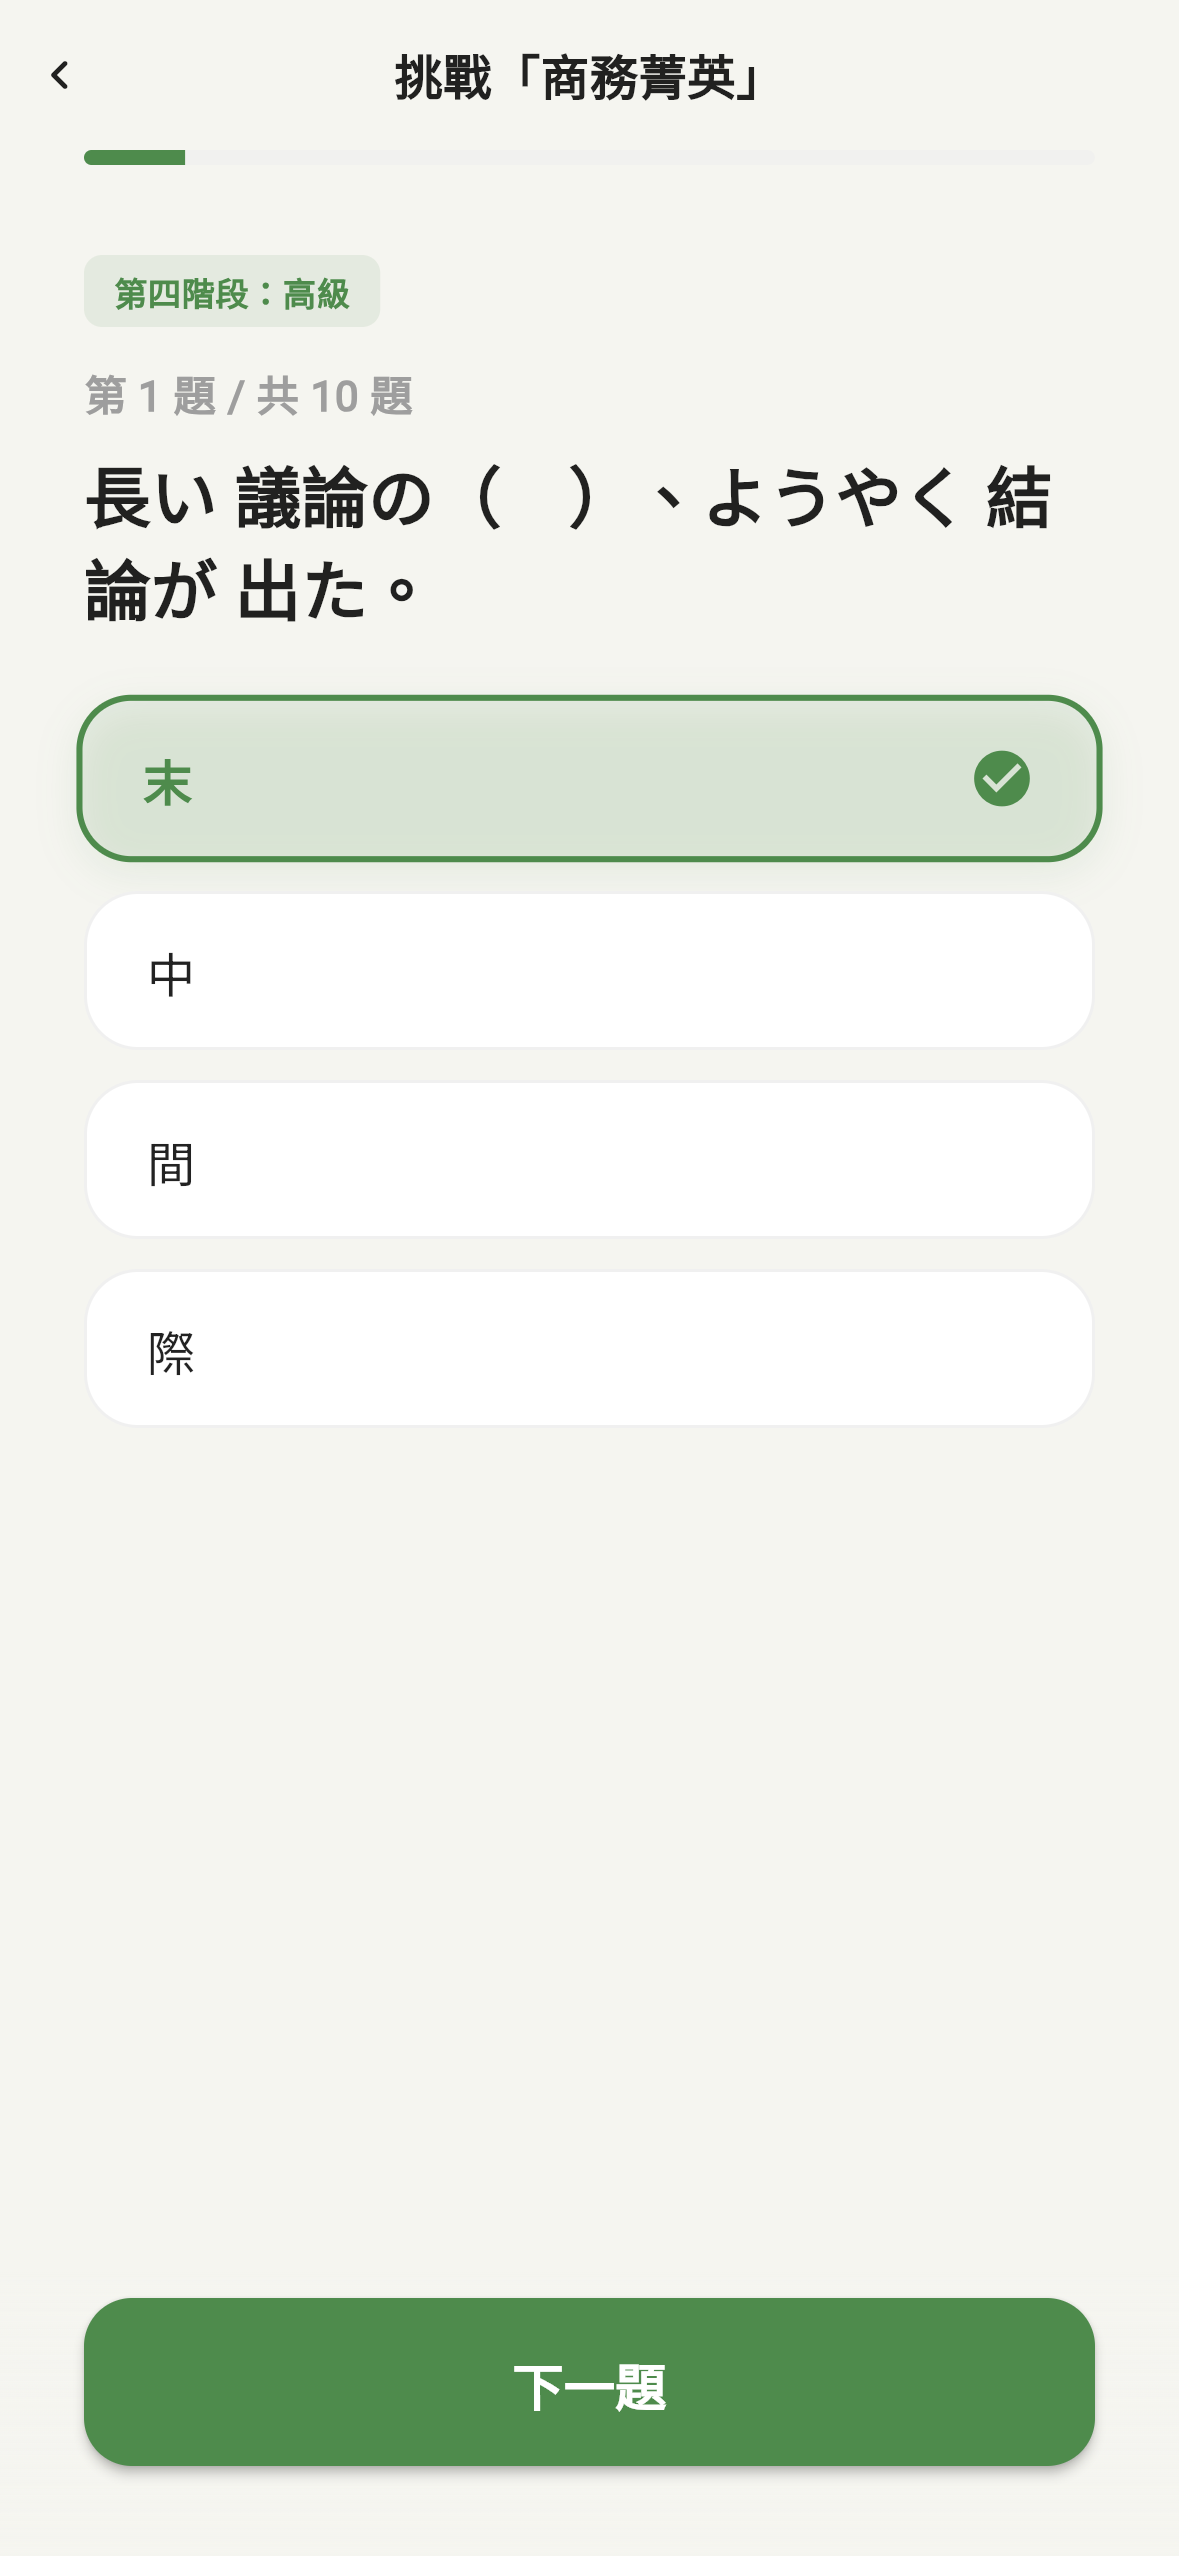 挑戰「商務菁英」
第四階段：高級
第 1 題 / 共 10 題
長い 議論の（　）、ようやく 結
論が 出た。
末
中
間
際
下一題